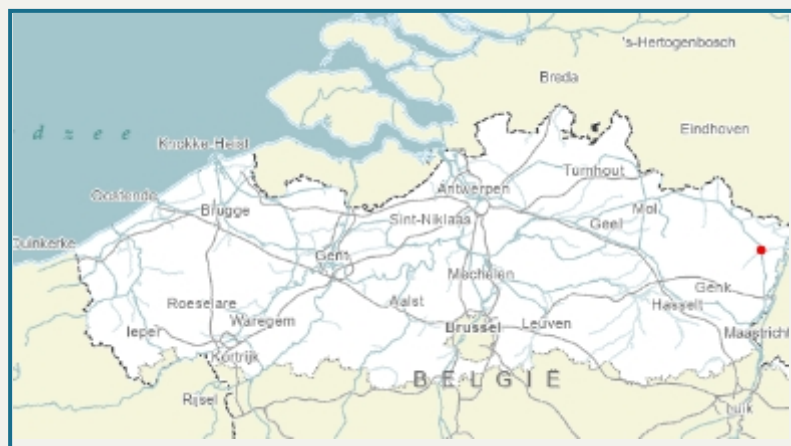 's-Hertogenbosch
Breda
d z e e
Eindhoven
Knokke-Heist
Turnhout
Oostende
Antwerpen
Mol
Brugge
Sint-Niklaas
Geel
Duinkerke
Gent
Mechelen
Genk
Roeselare
Aalst
Hasselt
Ieper
Waregem
Brussel
Leuven
Maastricht
Kortrijk
BELGIË
Rijsel
Luik